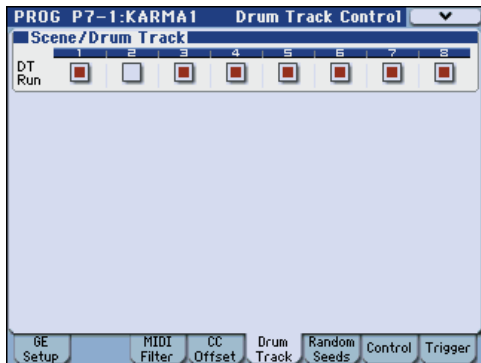 PROG P7-1:KARMA1 Drum Track Control
Scene/Drum Track
1 2 3 4 5 6 7 8
DT
Run
GE Setup MIDI Filter CC Offset Drum Track Random Seeds Control Trigger